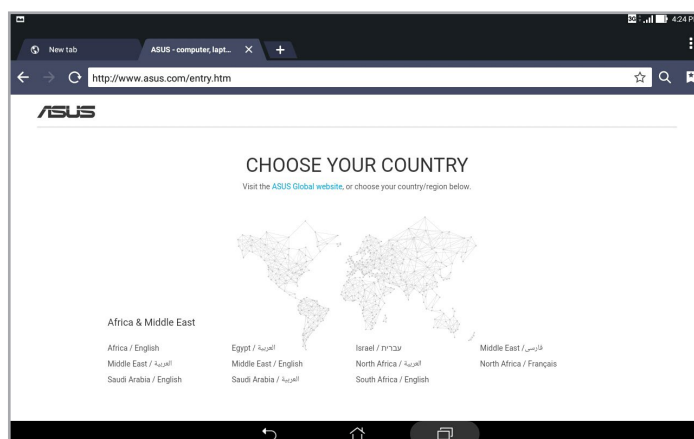 3G 4:24 P
New tab
ASUS - computer, lapt...
http://www.asus.com/entry.htm
ASUS
CHOOSE YOUR COUNTRY
Visit the ASUS Global website, or choose your country/region below.
Africa & Middle East
Africa / English
Egypt / العربية
Israel / עברית
Middle East / فارسی
Middle East / العربية
Middle East / English
North Africa / العربية
North Africa / Français
Saudi Arabia / English
Saudi Arabia / العربية
South Africa / English